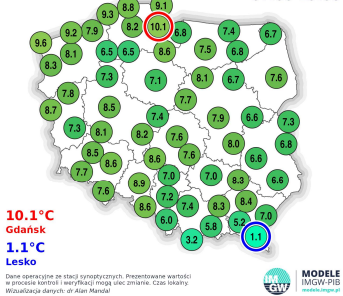 9.3 8.8 9.1
9.6 9.2 7.9 8.2 10.1 6.8 7.4 6.7
8.1 6.5 6.5 8.6 7.5 6.8
8.3 7.3 7.1 8.1 6.7 7.6
7.8 7.7
8.7 8.5 7.4 7.9 6.6 7.3
7.3 8.1 8.2 7.6 8.0 6.8
8.5 8.6 8.6 7.6 6.6
7.7 7.0 7.0 8.3 6.6
7.6 8.9 7.2
8.6 7.4 8.3 8.4
6.0 5.8 5.2 7.0
3.2 1.1
10.1°C
Gdańsk
1.1°C
Lesko
Dane operacyjne ze stacji synoptycznych. Prezentowane wartości
w procesie kontroli i weryfikacji mogą ulec zmianie. Czas lokalny.
Wizualizacja danych: dr Alan Mandal
IM
GW
MODELE
IMGW-PIB
modele.imgw.pl